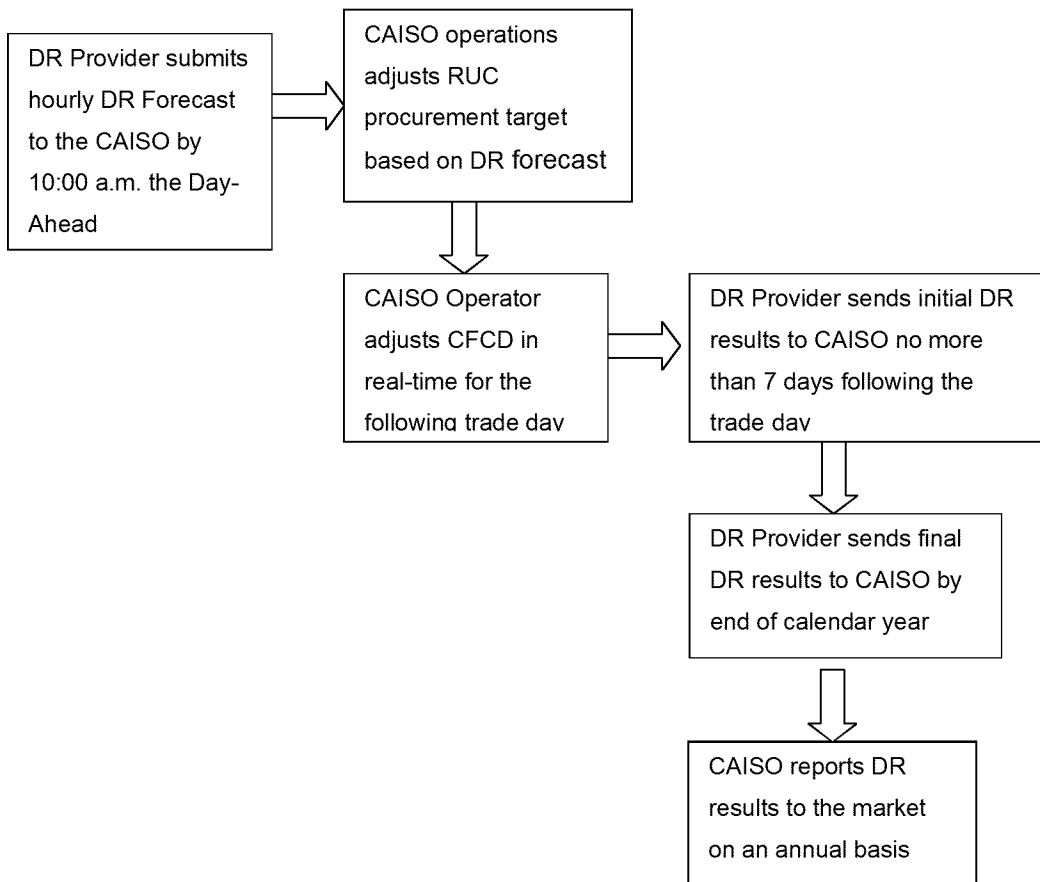 DR Provider submits
hourly DR Forecast
to the CAISO by
10:00 a.m. the Day-
Ahead
CAISO operations
adjusts RUC
procurement target
based on DR forecast
CAISO Operator
adjusts CFCD in
real-time for the
following trade day
DR Provider sends initial DR
results to CAISO no more
than 7 days following the
trade day
DR Provider sends final
DR results to CAISO by
end of calendar year
CAISO reports DR
results to the market
on an annual basis